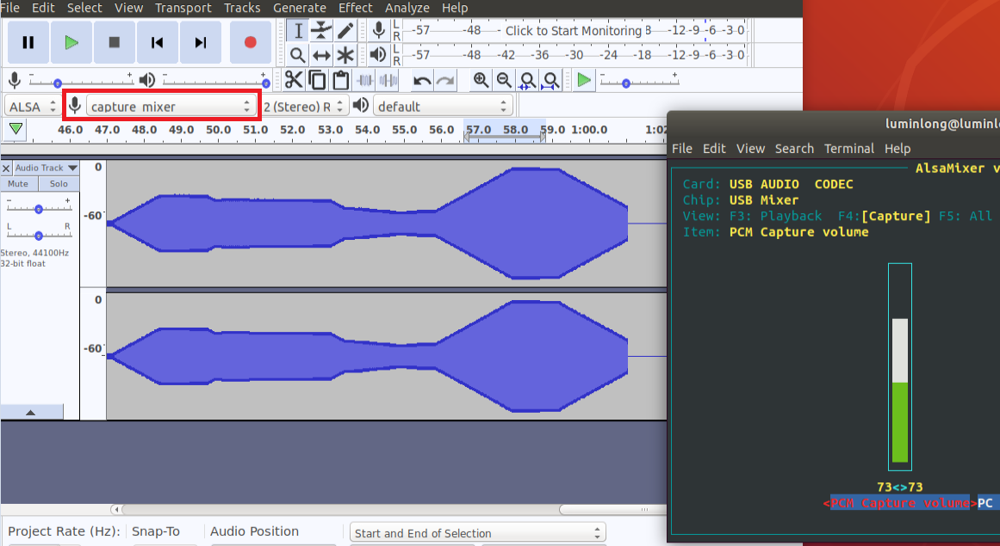 File Edit Select View Transport Tracks Generate Effect Analyze Help
L R -57 -48 - Click to Start Monitoring 8 -12 -9 -6 -3 0
L R -57 -48 -42 -36 -30 -24 -18 -12 -9 -6 -3 0
- + - +
- +
ALSA capture mixer 2 (Stereo) R default
46.0 47.0 48.0 49.0 50.0 51.0 52.0 53.0 54.0 55.0 56.0 57.0 58.0 59.0 1:00.0 1:02
luminlong@luminlo
File Edit View Search Terminal Help
AlsaMixer v
Card: USB AUDIO CODEC
Chip: USB Mixer
View: F3: Playback F4:[Capture] F5: All
Item: PCM Capture volume
73<>73
<PCM Capture volume>PC
X Audio Track
Mute Solo
- +
L R
Stereo, 44100Hz
32-bit float
0
-60
0
-60
Project Rate (Hz): Snap-To Audio Position Start and End of Selection